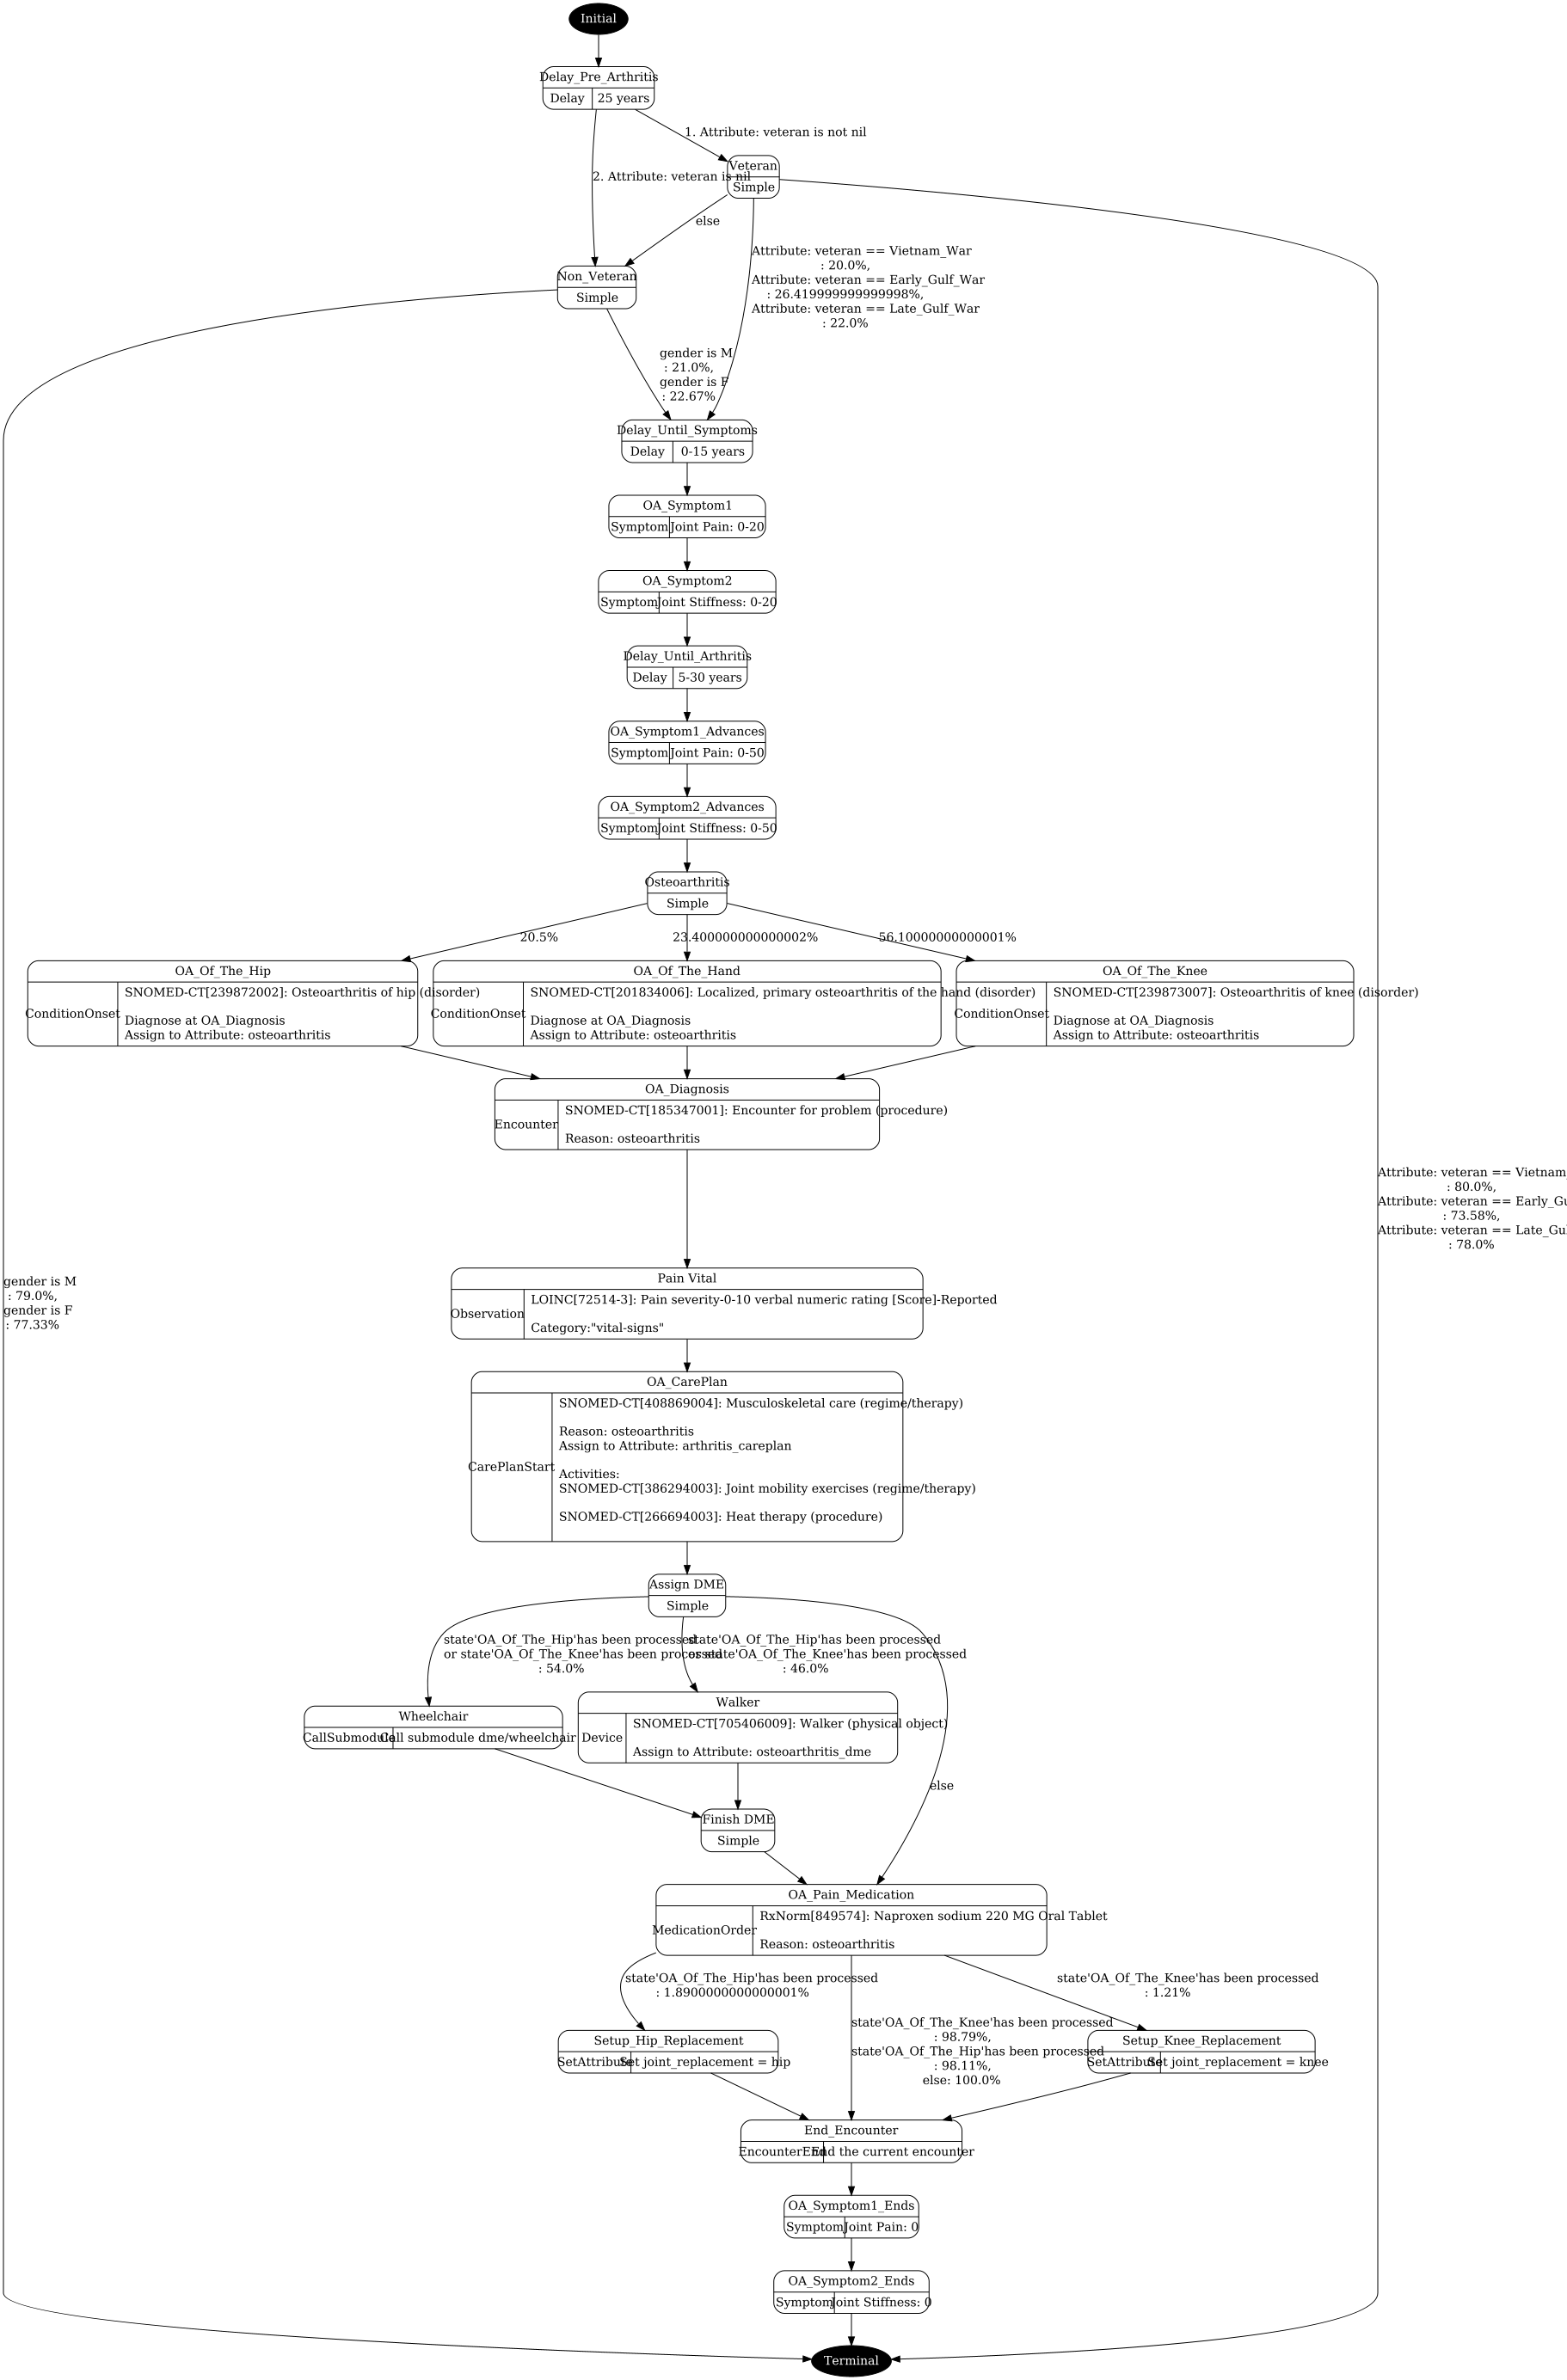 Initial
Delay_Pre_Arthritis
Delay
25 years
1. Attribute: veteran is not nil
2. Attribute: veteran is nil
Veteran
Simple
else
Attribute: veteran == Vietnam_War
: 20.0%,
Attribute: veteran == Early_Gulf_War
: 26.419999999999998%,
Attribute: veteran == Late_Gulf_War
: 22.0%
Non_Veteran
Simple
gender is M
: 21.0%,
gender is F
: 22.67%
Delay_Until_Symptoms
Delay
0-15 years
OA_Symptom1
Symptom
Joint Pain: 0-20
OA_Symptom2
Symptom
Joint Stiffness: 0-20
Delay_Until_Arthritis
Delay
5-30 years
OA_Symptom1_Advances
Symptom
Joint Pain: 0-50
OA_Symptom2_Advances
Symptom
Joint Stiffness: 0-50
Osteoarthritis
Simple
20.5%
23.400000000000002%
56.10000000000001%
OA_Of_The_Hip
ConditionOnset
SNOMED-CT[239872002]: Osteoarthritis of hip (disorder)
Diagnose at OA_Diagnosis
Assign to Attribute: osteoarthritis
OA_Of_The_Hand
ConditionOnset
SNOMED-CT[201834006]: Localized, primary osteoarthritis of the hand (disorder)
Diagnose at OA_Diagnosis
Assign to Attribute: osteoarthritis
OA_Of_The_Knee
ConditionOnset
SNOMED-CT[239873007]: Osteoarthritis of knee (disorder)
Diagnose at OA_Diagnosis
Assign to Attribute: osteoarthritis
OA_Diagnosis
Encounter
SNOMED-CT[185347001]: Encounter for problem (procedure)
Reason: osteoarthritis
Attribute: veteran == Vietnam
: 80.0%,
Attribute: veteran == Early_Gu
: 73.58%,
Attribute: veteran == Late_Gul
: 78.0%
gender is M
: 79.0%,
gender is F
: 77.33%
Pain Vital
Observation
LOINC[72514-3]: Pain severity-0-10 verbal numeric rating [Score]-Reported
Category:"vital-signs"
OA_CarePlan
CarePlanStart
SNOMED-CT[408869004]: Musculoskeletal care (regime/therapy)
Reason: osteoarthritis
Assign to Attribute: arthritis_careplan
Activities:
SNOMED-CT[386294003]: Joint mobility exercises (regime/therapy)
SNOMED-CT[266694003]: Heat therapy (procedure)
Assign DME
Simple
state'OA_Of_The_Hip'has been processed
or state'OA_Of_The_Knee'has been processed
: 54.0%
state'OA_Of_The_Hip'has been processed
or state'OA_Of_The_Knee'has been processed
: 46.0%
Wheelchair
CallSubmodule
Call submodule dme/wheelchair
Walker
Device
SNOMED-CT[705406009]: Walker (physical object)
Assign to Attribute: osteoarthritis_dme
else
Finish DME
Simple
OA_Pain_Medication
MedicationOrder
RxNorm[849574]: Naproxen sodium 220 MG Oral Tablet
Reason: osteoarthritis
state'OA_Of_The_Hip'has been processed
: 1.8900000000000001%
state'OA_Of_The_Knee'has been processed
: 1.21%
state'OA_Of_The_Knee'has been processed
: 98.79%,
state'OA_Of_The_Hip'has been processed
: 98.11%,
else: 100.0%
Setup_Hip_Replacement
SetAttribute
Set joint_replacement = hip
Setup_Knee_Replacement
SetAttribute
Set joint_replacement = knee
End_Encounter
EncounterEnd
End the current encounter
OA_Symptom1_Ends
Symptom
Joint Pain: 0
OA_Symptom2_Ends
Symptom
Joint Stiffness: 0
Terminal